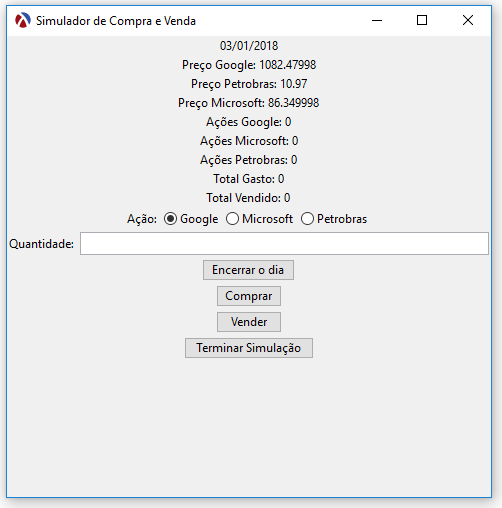 Simulador de Compra e Venda
03/01/2018
Preço Google: 1082.47998
Preço Petrobras: 10.97
Preço Microsoft: 86.349998
Ações Google: 0
Ações Microsoft: 0
Ações Petrobras: 0
Total Gasto: 0
Total Vendido: 0
Ação: Google Microsoft Petrobras
Quantidade:
Encerrar o dia
Comprar
Vender
Terminar Simulação